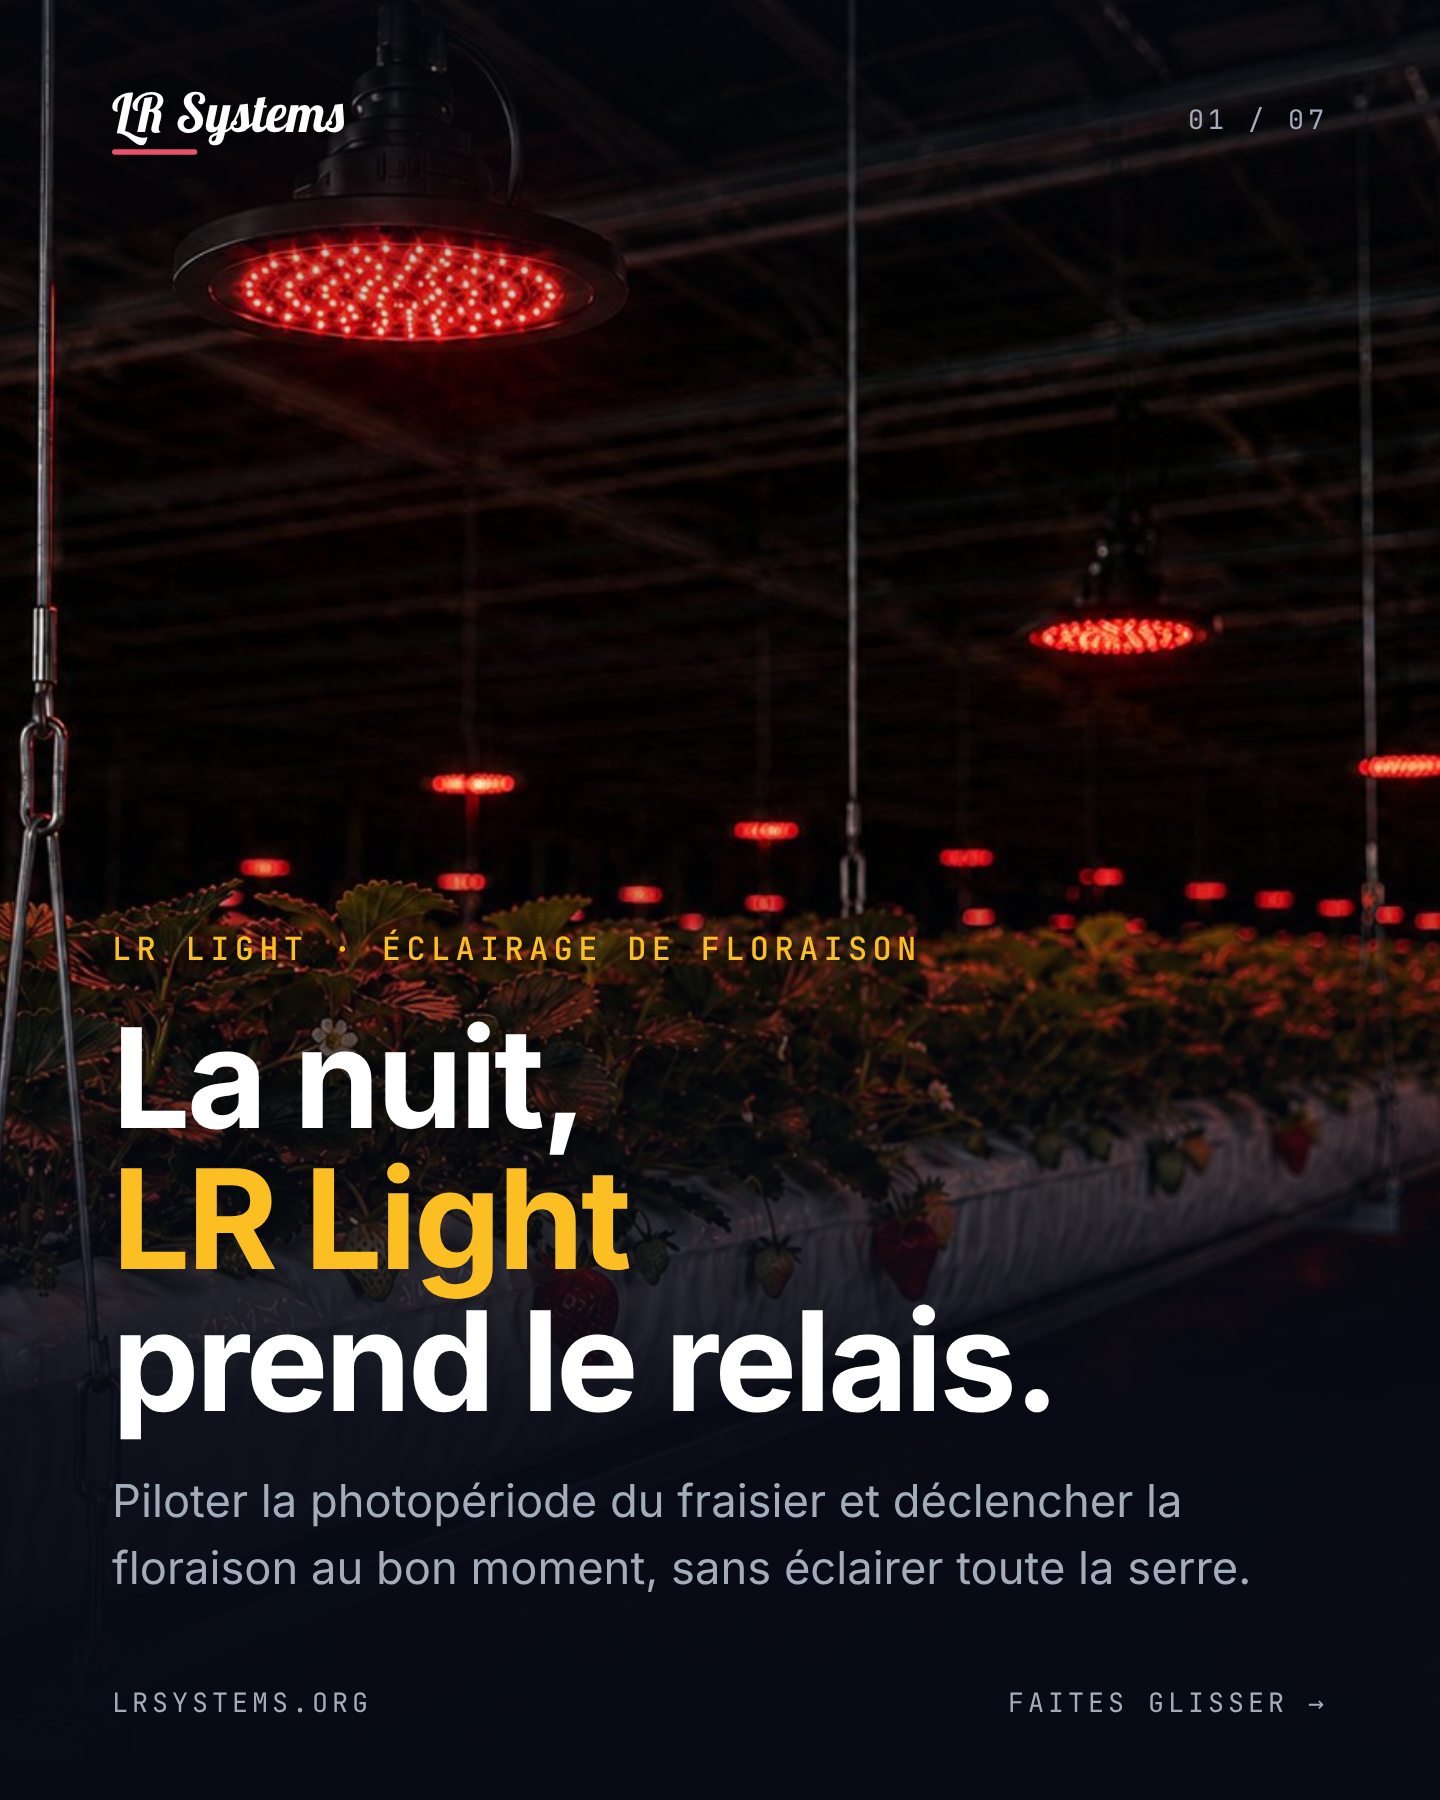 LR Systems
01 / 07
LR LIGHT · ÉCLAIRAGE DE FLORAISON
La nuit,
LR Light
prend le relais.
Piloter la photopériode du fraisier et déclencher la
floraison au bon moment, sans éclairer toute la serre.
LRSYSTEMS.ORG
FAITES GLISSER →